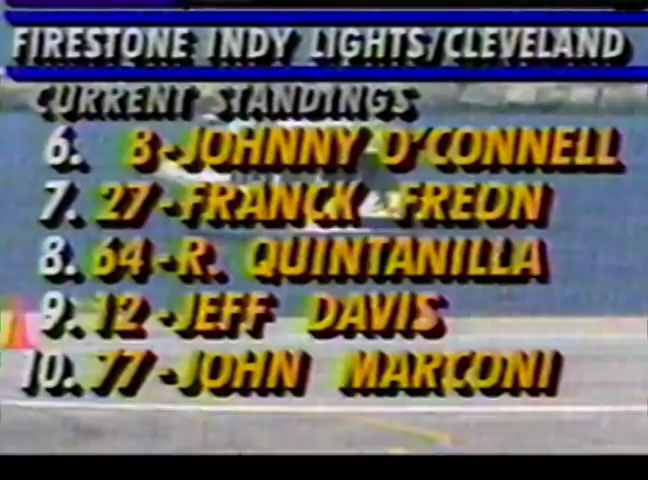 FIRESTONE INDY LIGHTS/CLEVELAND
CURRENT STANDINGS
6. 8-JOHNNY O'CONNELL
7. 27-FRANCK FREON
8. 64-R. QUINTANILLA
9. 12-JEFF DAVIS
10. 77-JOHN MARCONI